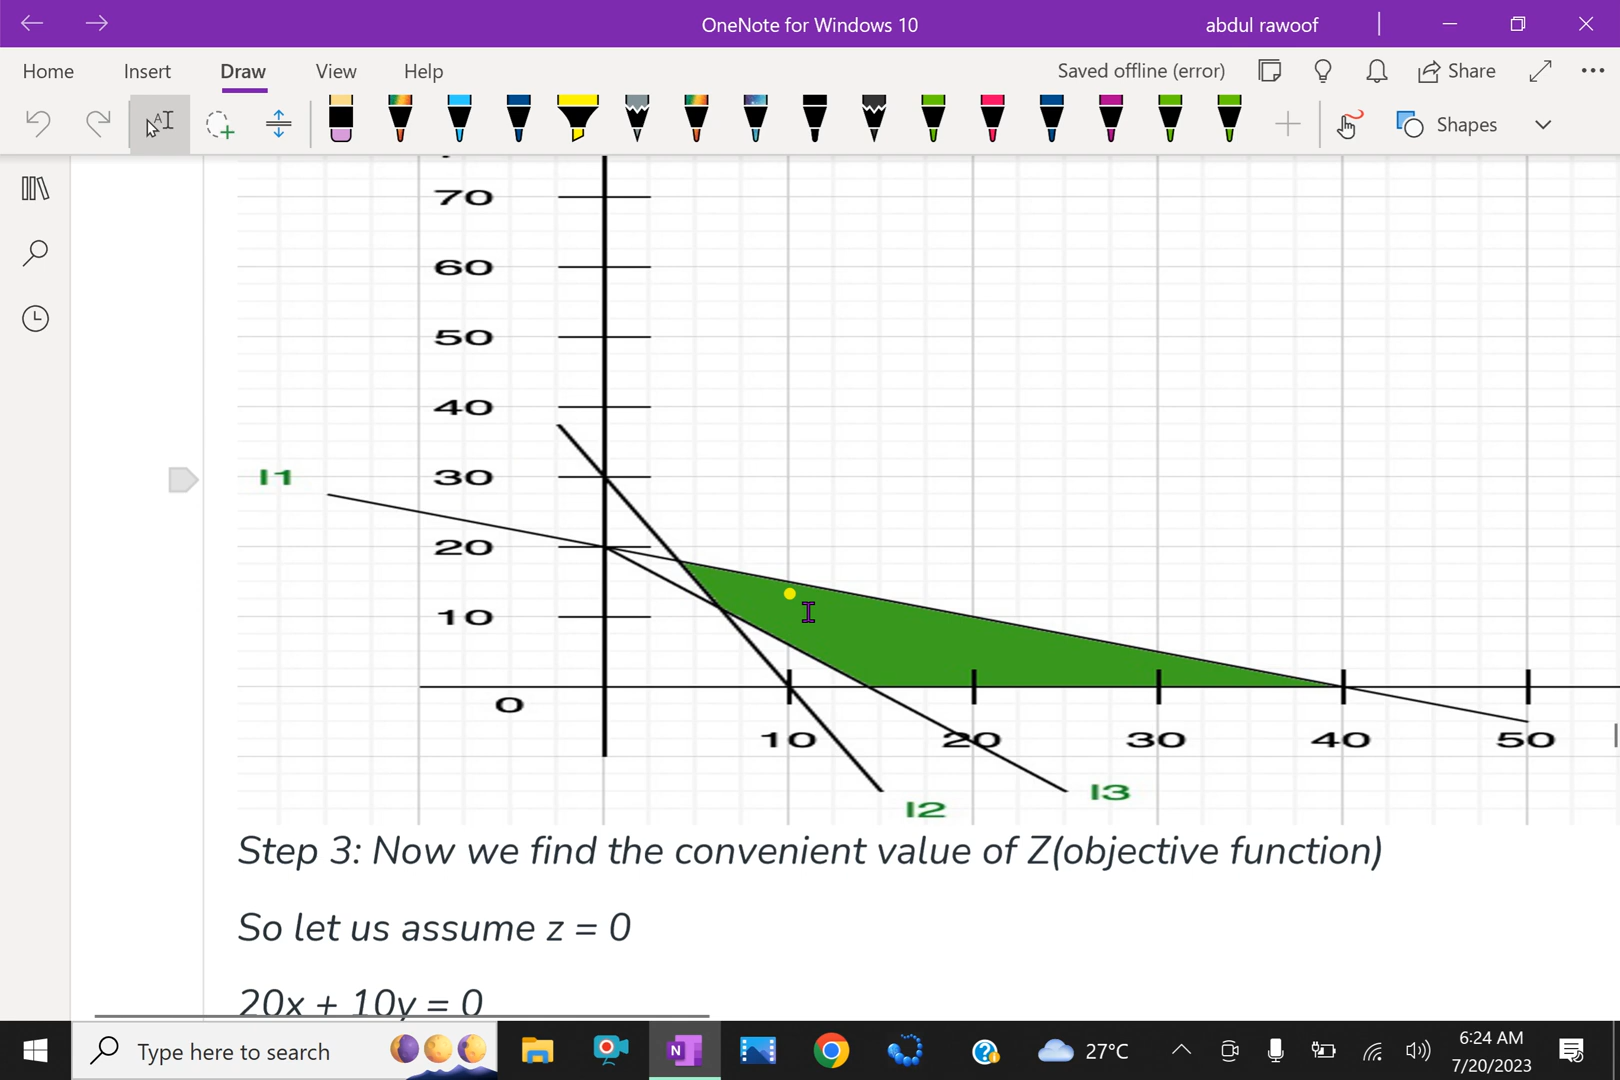 OneNote for Windows 10
abdul rawoof
Home Insert Draw View Help
Saved offline (error)
Share
Shapes
70
60
50
40
l1 30
20
10
0
10 20 30 40 50
l2
l3
Step 3: Now we find the convenient value of Z(objective function)
So let us assume z = 0
20x + 10y = 0
Type here to search
27°C
6:24 AM
7/20/2023